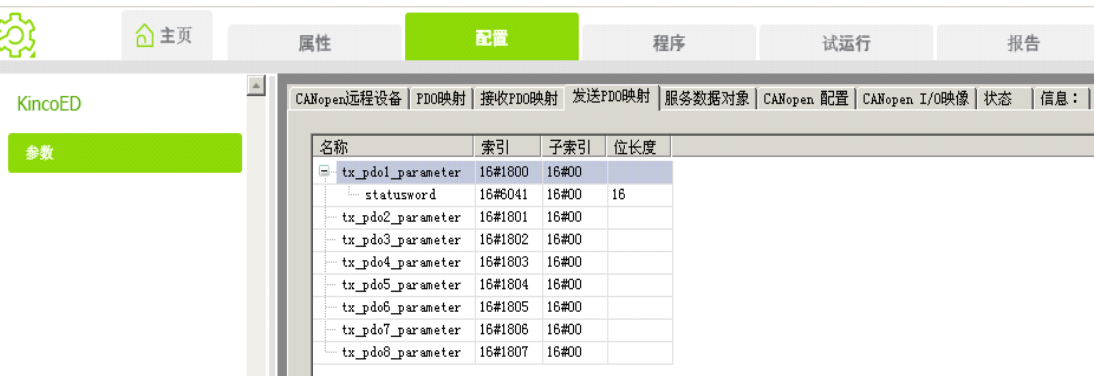 主页 属性 配置 程序 试运行 报告
KincoED
参数
CANopen远程设备 PDO映射 接收PDO映射 发送PDO映射 服务数据对象 CANopen 配置 CANopen I/O映像 状态 信息：
名称 索引 子索引 位长度
tx_pdo1_parameter 16#1800 16#00
statusword 16#6041 16#00 16
tx_pdo2_parameter 16#1801 16#00
tx_pdo3_parameter 16#1802 16#00
tx_pdo4_parameter 16#1803 16#00
tx_pdo5_parameter 16#1804 16#00
tx_pdo6_parameter 16#1805 16#00
tx_pdo7_parameter 16#1806 16#00
tx_pdo8_parameter 16#1807 16#00